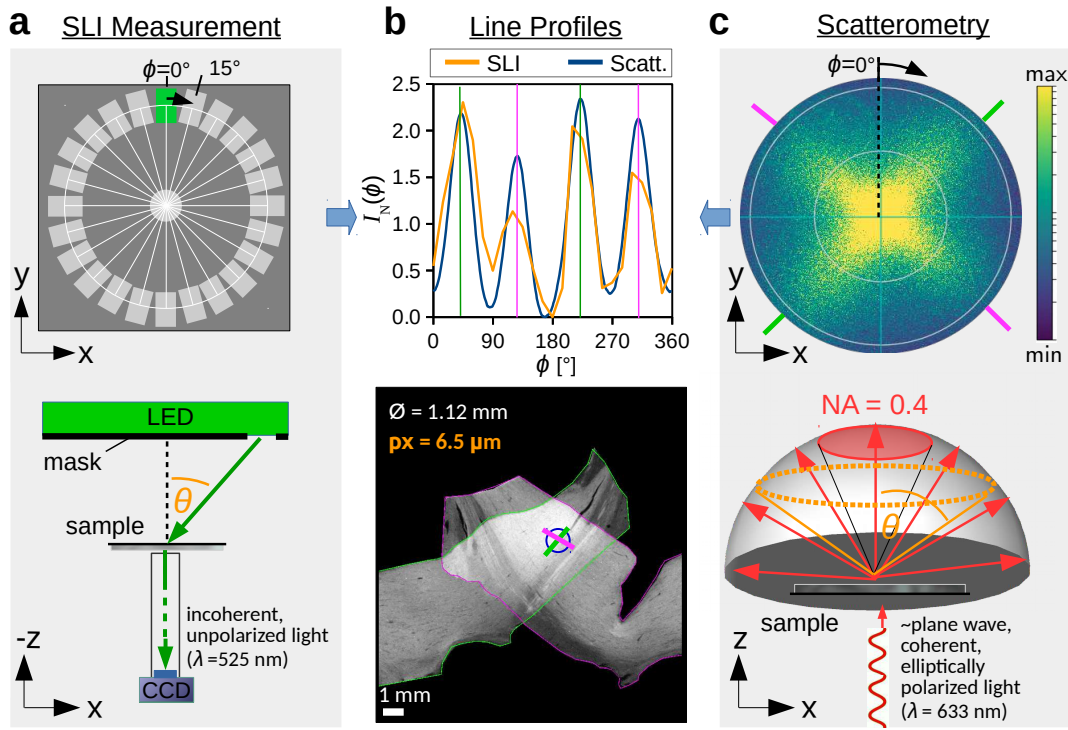 a
SLI Measurement
ϕ=0°
15°
y
x
LED
mask
θ
sample
incoherent,
unpolarized light
(λ =525 nm)
-z
CCD
x
b
Line Profiles
SLI
Scatt.
2.5
2.0
1.5
1.0
0.5
0.0
I_N(ϕ)
0
90
180
270
360
ϕ [°]
Ø = 1.12 mm
px = 6.5 µm
1 mm
c
Scatterometry
ϕ=0°
max
min
y
x
NA = 0.4
θ
sample
~plane wave,
coherent,
elliptically
polarized light
(λ = 633 nm)
z
x